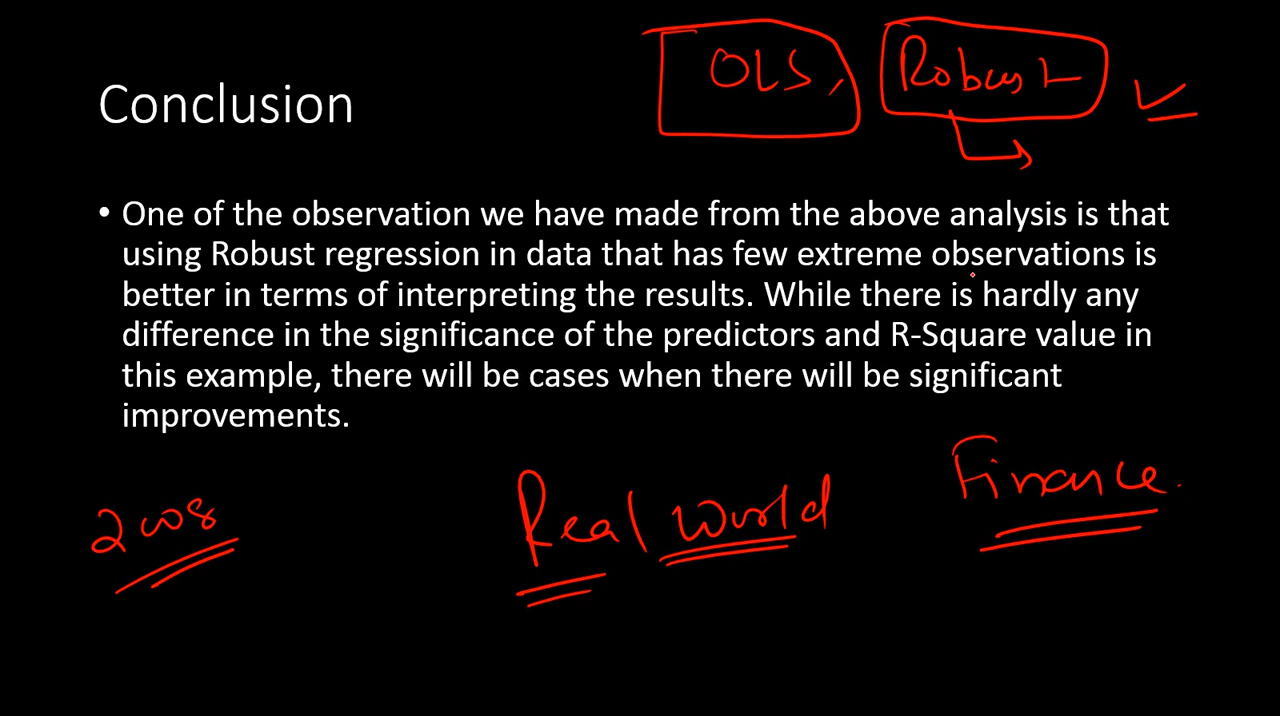 OLS, Robust
Conclusion
• One of the observation we have made from the above analysis is that
using Robust regression in data that has few extreme observations is
better in terms of interpreting the results. While there is hardly any
difference in the significance of the predictors and R-Square value in
this example, there will be cases when there will be significant
improvements.
2008 Real World Finance.